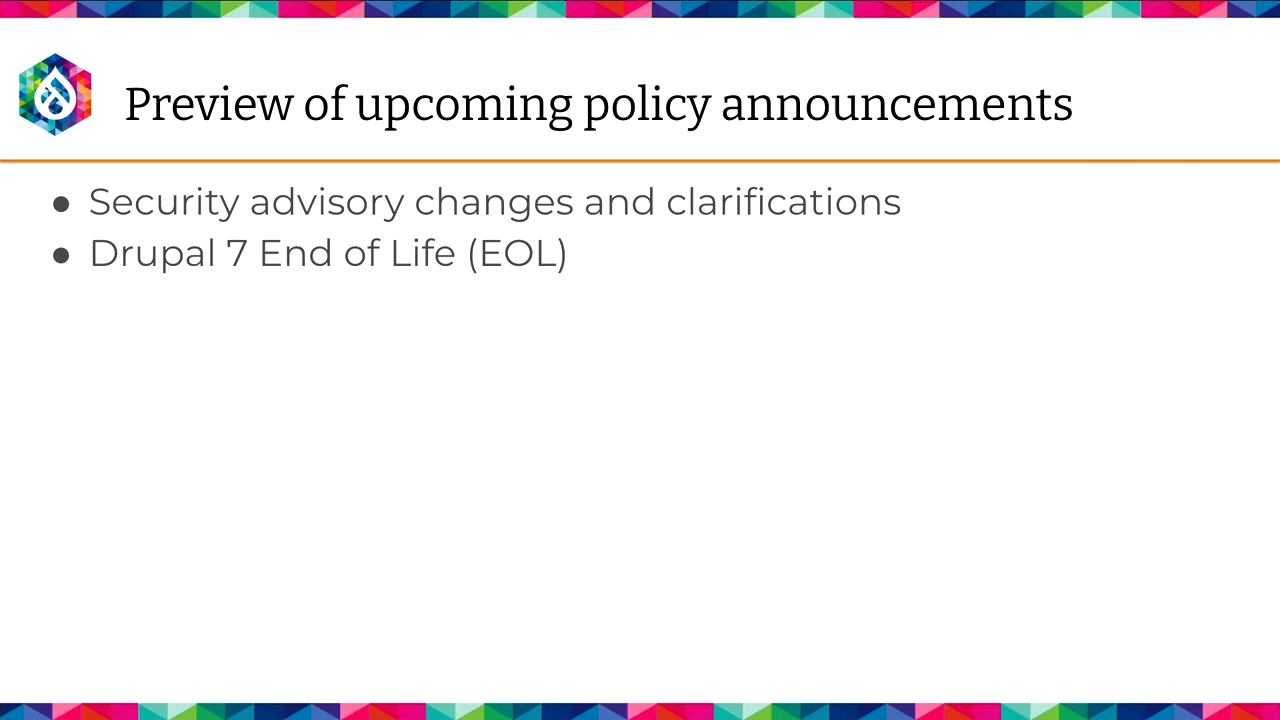 Preview of upcoming policy announcements
● Security advisory changes and clarifications
● Drupal 7 End of Life (EOL)